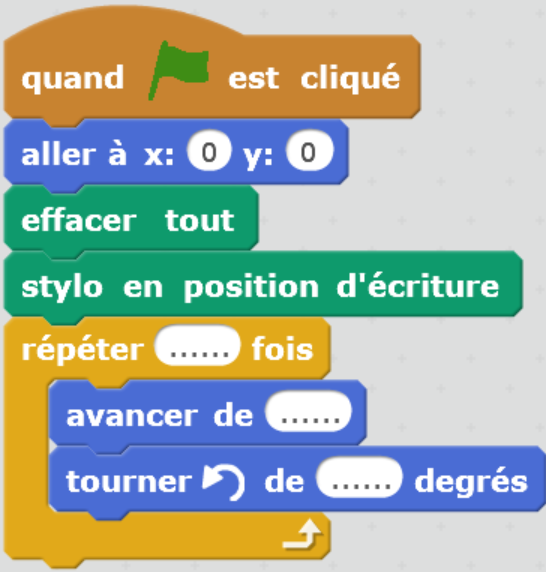 quand est cliqué
aller à x: 0 y: 0
effacer tout
stylo en position d'écriture
répéter ...... fois
avancer de ......
tourner de ...... degrés